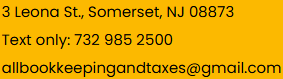 3 Leona St., Somerset, NJ 08873
Text only: 732 985 2500
allbookkeepingandtaxes@gmail.com